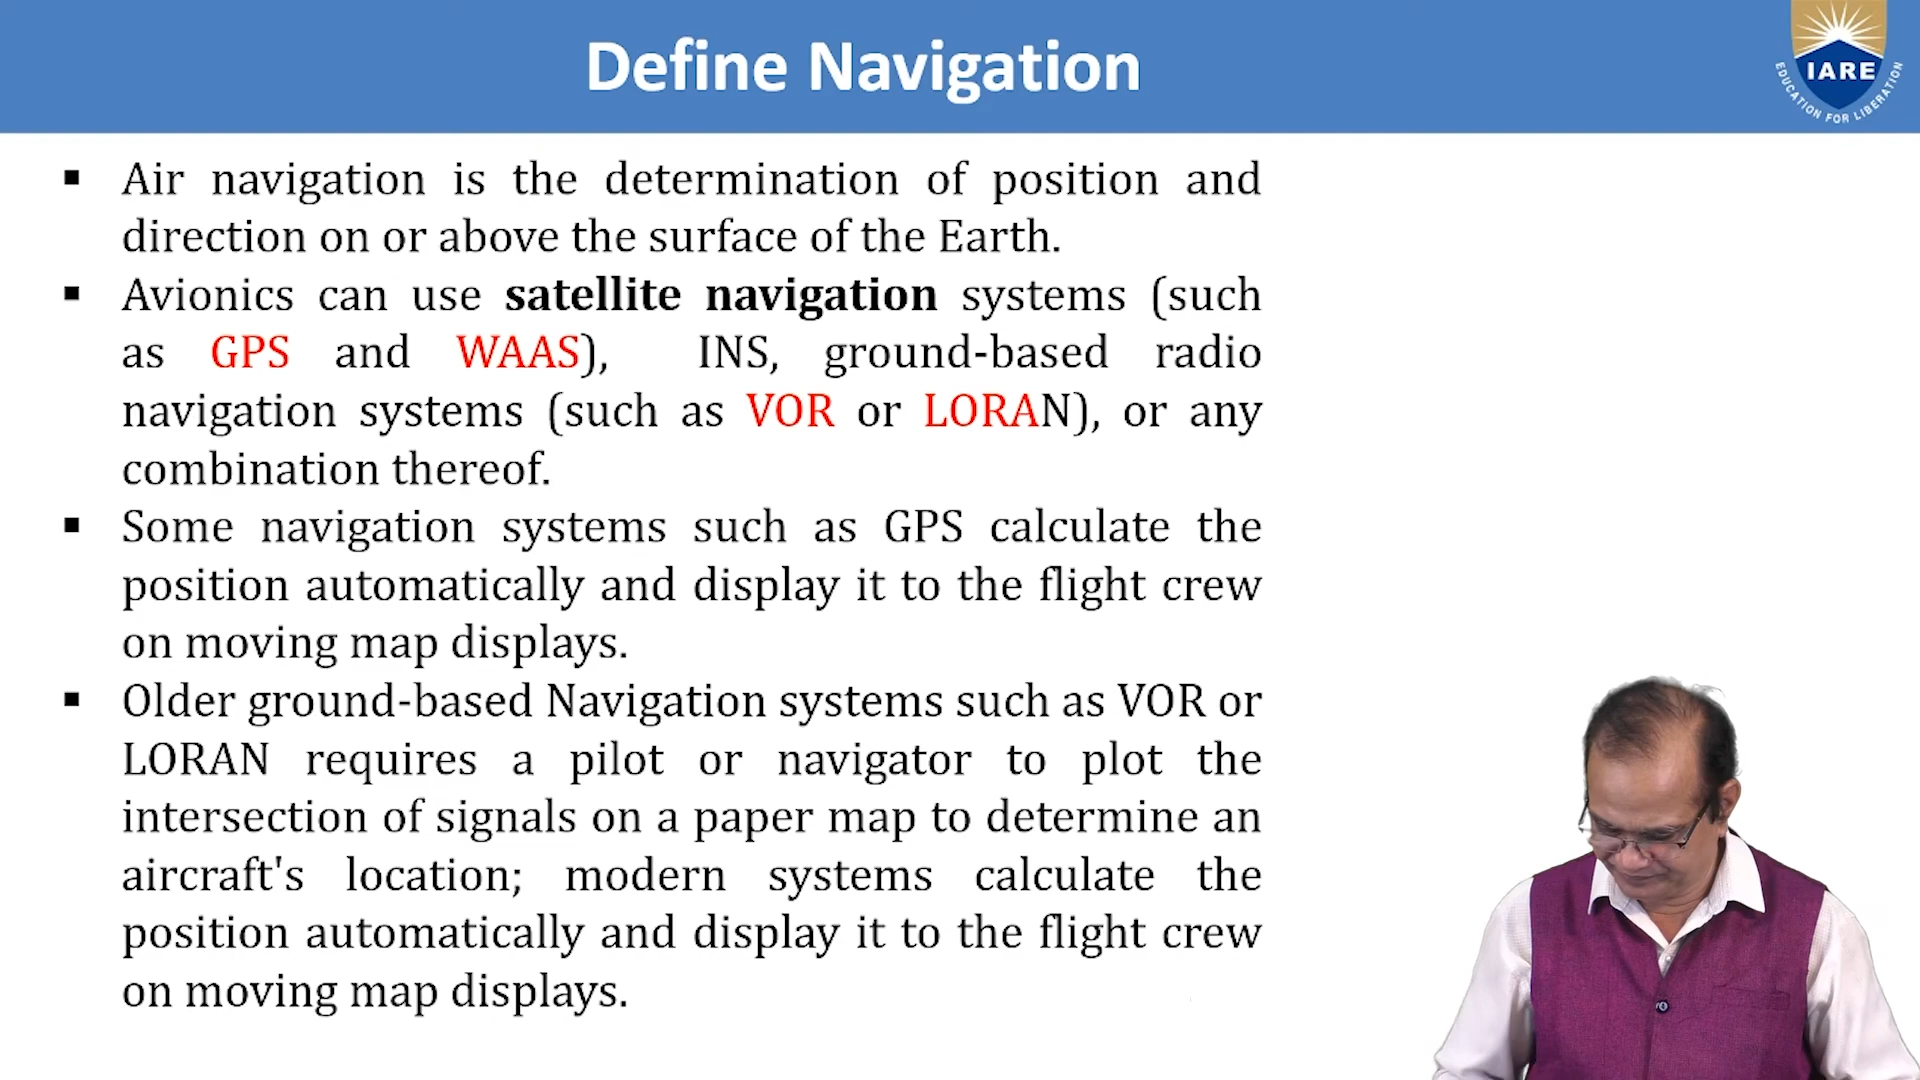 Define Navigation
IARE
EDUCATION FOR LIBERATION
▪ Air navigation is the determination of position and
direction on or above the surface of the Earth.
▪ Avionics can use satellite navigation systems (such
as GPS and WAAS), INS, ground-based radio
navigation systems (such as VOR or LORAN), or any
combination thereof.
▪ Some navigation systems such as GPS calculate the
position automatically and display it to the flight crew
on moving map displays.
▪ Older ground-based Navigation systems such as VOR or
LORAN requires a pilot or navigator to plot the
intersection of signals on a paper map to determine an
aircraft's location; modern systems calculate the
position automatically and display it to the flight crew
on moving map displays.